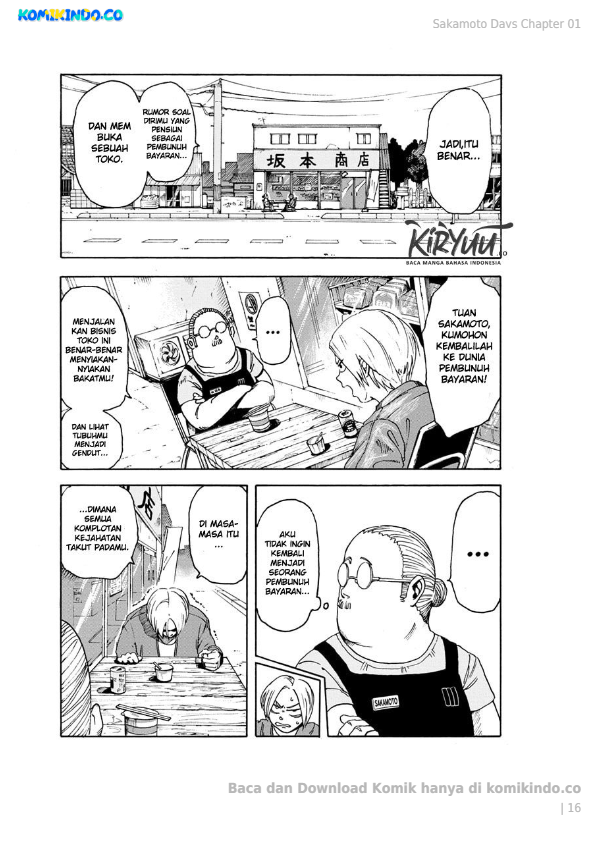 KOMIKINDO.CO
Sakamoto Days Chapter 01
JADI,ITU
BENAR...
RUMOR SOAL
DIRIMU YANG
PENSIUN
SEBAGAI
PEMBUNUH
BAYARAN...
DAN MEM
BUKA
SEBUAH
TOKO.
坂本商店
KIRYUU.CO
BACA MANGA BAHASA INDONESIA
TUAN
SAKAMOTO,
KUMOHON
KEMBALILAH
KE DUNIA
PEMBUNUH
BAYARAN!
...
MENJALAN
KAN BISNIS
TOKO INI
BENAR-BENAR
MENYIAKAN-
NYIAKAN
BAKATMU!
DAN LIHAT
TUBUHMU
MENJADI
GENDUT...
DI MASA-
MASA ITU
...
...DIMANA
SEMUA
KOMPLOTAN
KEJAHATAN
TAKUT PADAMU.
...
AKU
TIDAK INGIN
KEMBALI
MENJADI
SEORANG
PEMBUNUH
BAYARAN...
SAKAMOTO
Baca dan Download Komik hanya di komikindo.co
| 16